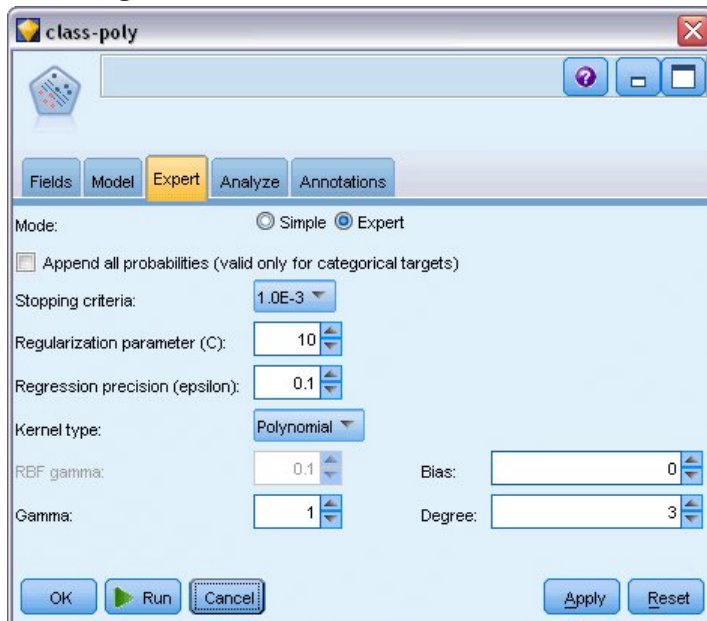 class-poly
Fields Model Expert Analyze Annotations
Mode: Simple Expert
Append all probabilities (valid only for categorical targets)
Stopping criteria: 1.0E-3
Regularization parameter (C): 10
Regression precision (epsilon): 0.1
Kernel type: Polynomial
RBF gamma: 0.1 Bias: 0
Gamma: 1 Degree: 3
OK Run Cancel Apply Reset